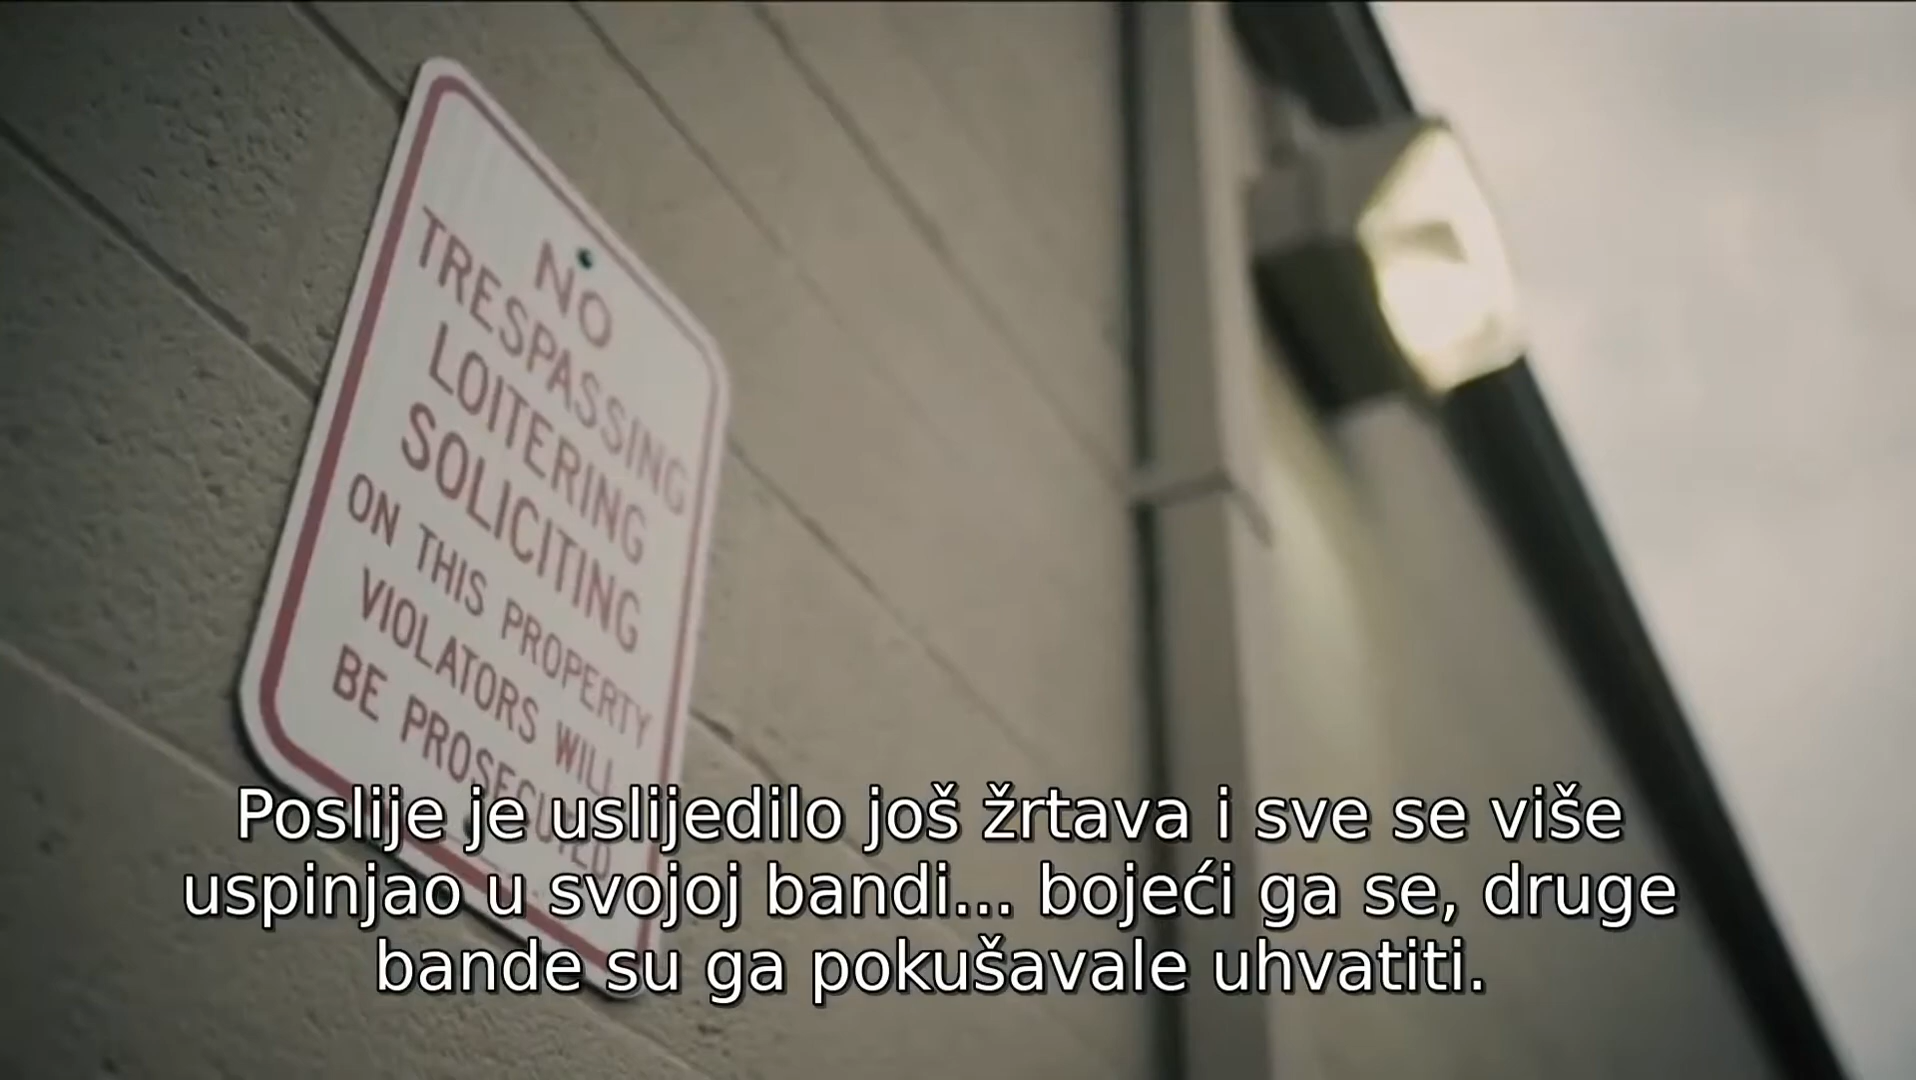 NO
TRESPASSING
LOITERING
SOLICITING
ON THIS PROPERTY
VIOLATORS WILL
BE PROSECUTED
Poslije je uslijedilo još žrtava i sve se više
uspinjao u svojoj bandi... bojeći ga se, druge
bande su ga pokušavale uhvatiti.